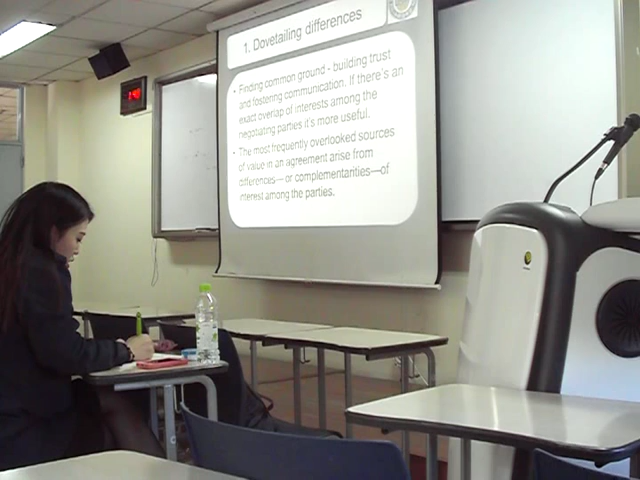 1. Dovetailing differences
• Finding common ground - building trust
and fostering communication. If there's an
exact overlap of interests among the
negotiating parties it's more useful.
• The most frequently overlooked sources
of value in an agreement arise from
differences— or complementarities—of
interest among the parties.